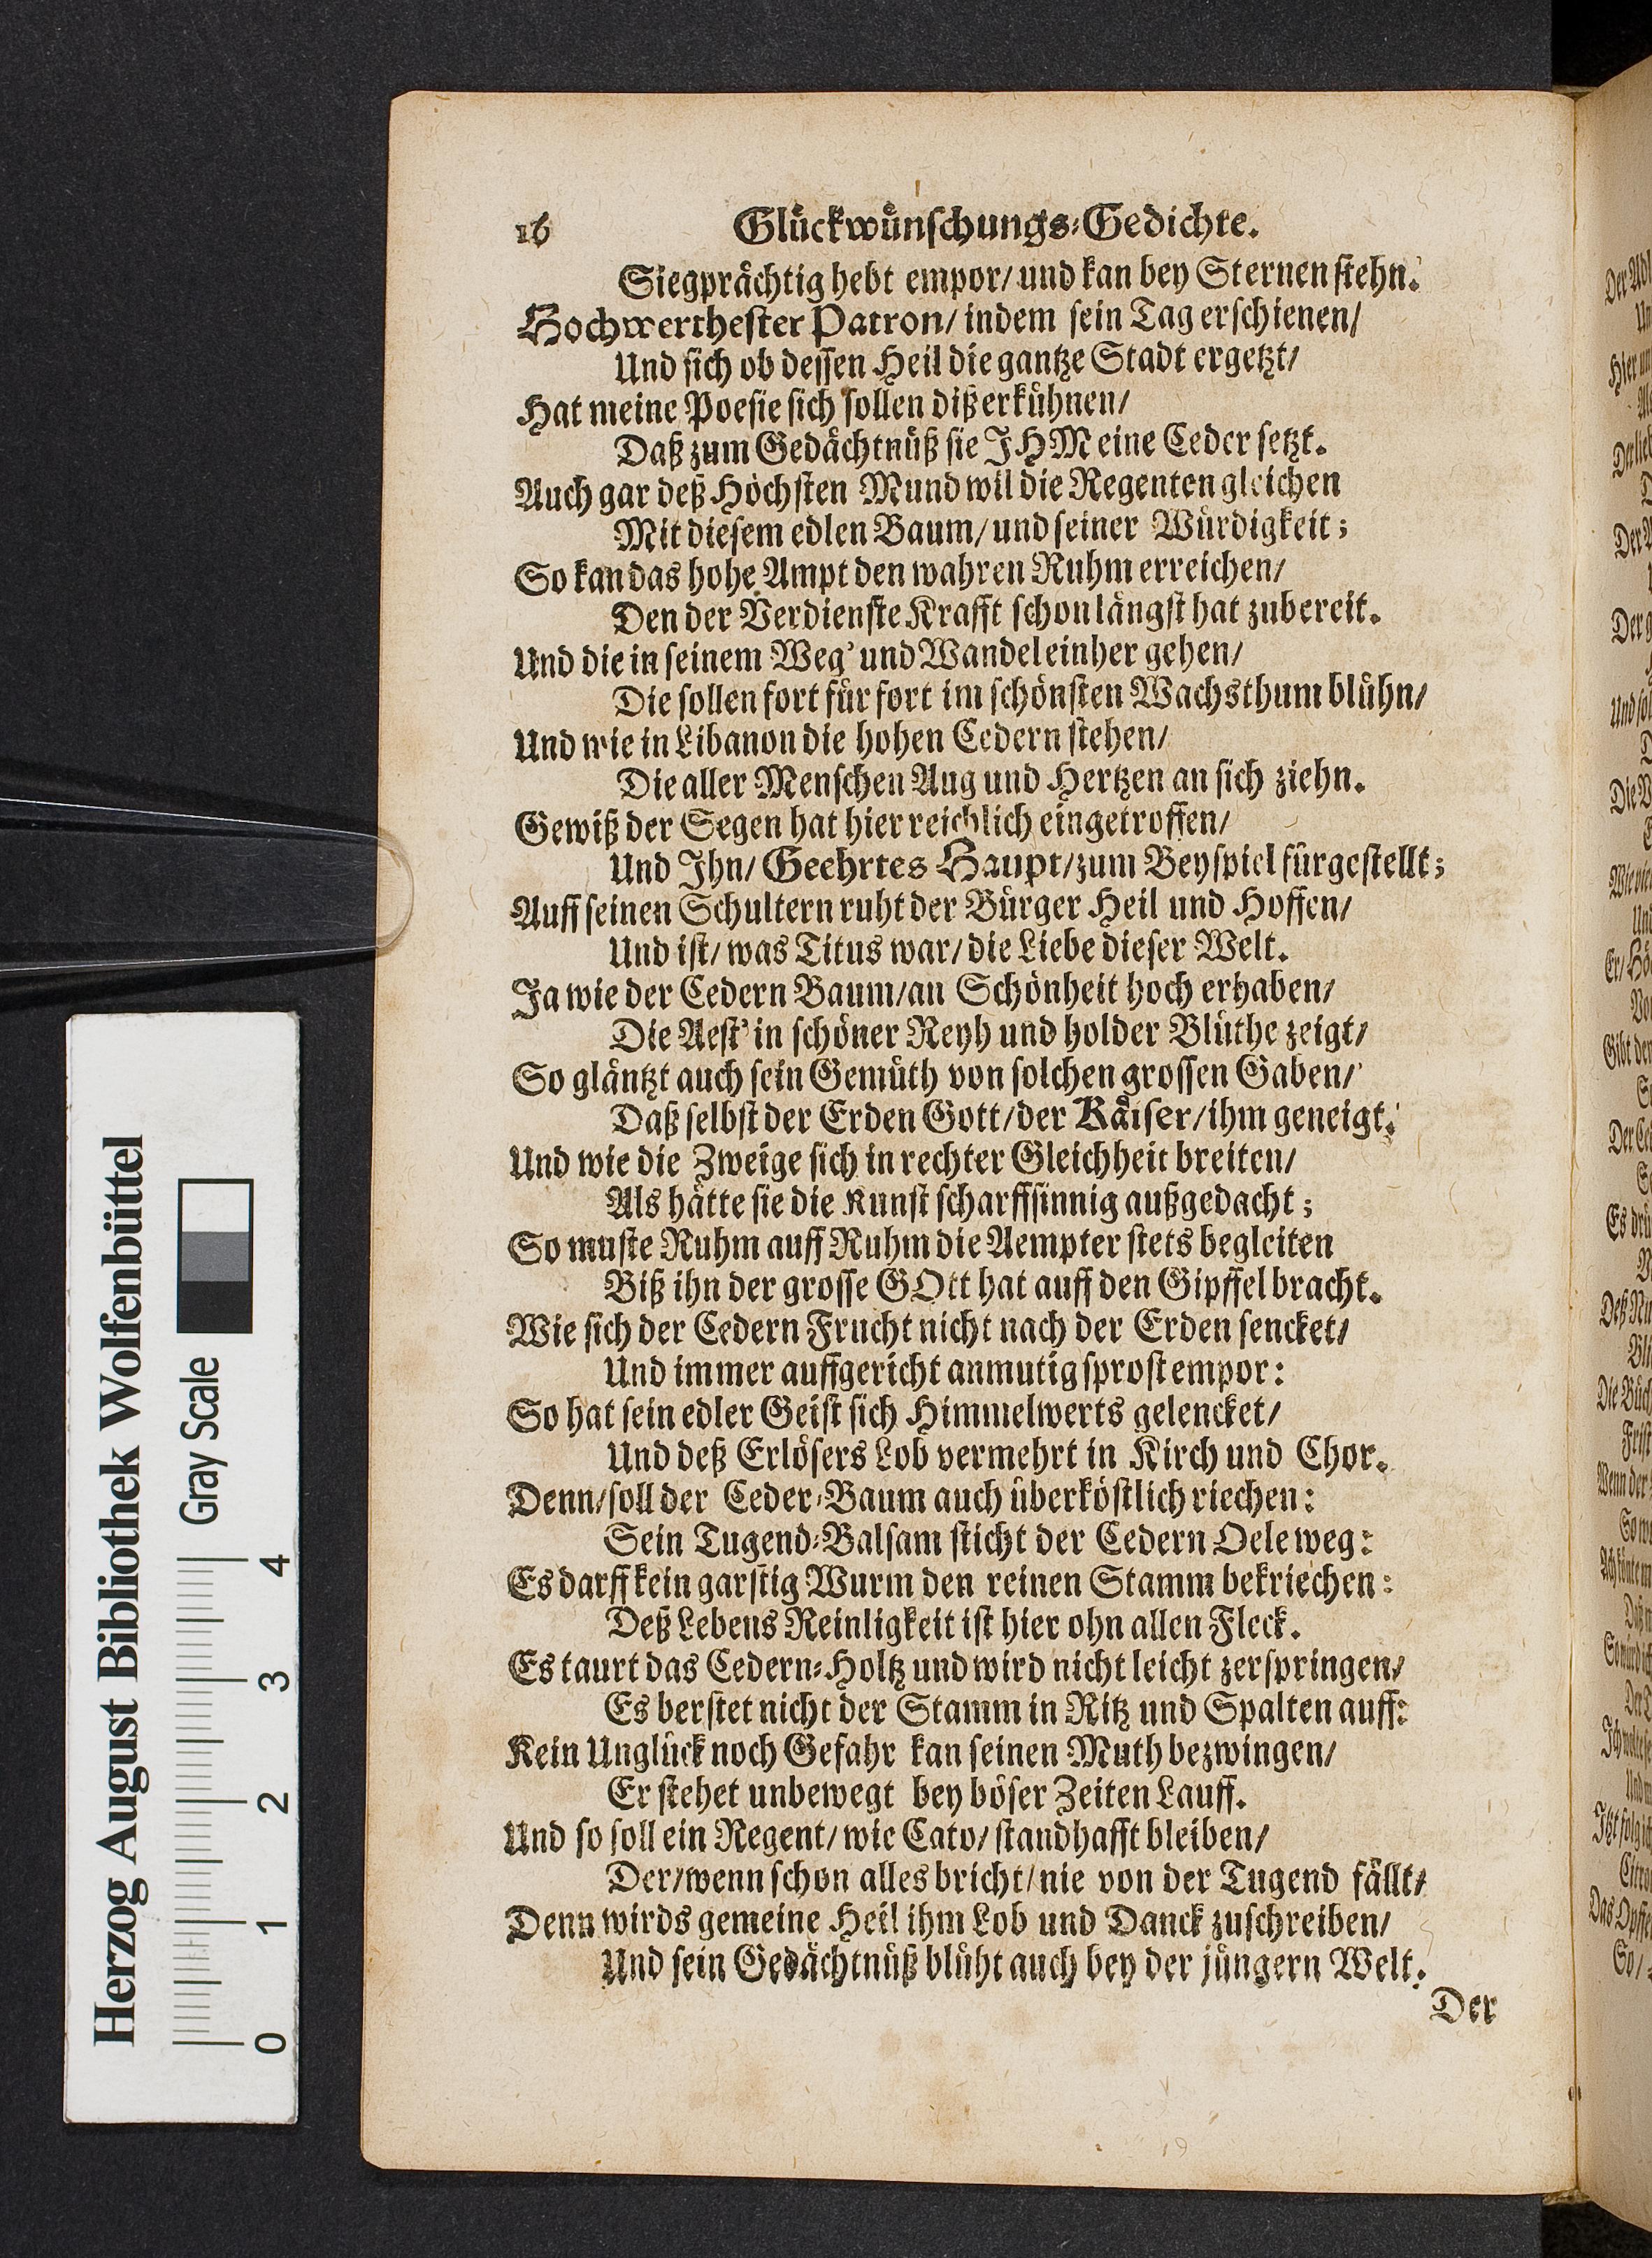 16 Glückwünschungs-Gedichte.
Siegprächtig hebt empor/ und kan bey Sternen stehn.
Hochwerthester Patron/ indem sein Tag erschienen/
Und sich ob dessen Heil die gantze Stadt ergetzt/
Hat meine Poesie sich sollen diß erkühnen/
Daß zum Gedächtnüß sie JHM eine Ceder setzt.
Auch gar deß Höchsten Mund wil die Regenten gleichen
Mit diesem edlen Baum/ und seiner Würdigkeit;
So kan das hohe Ampt den wahren Ruhm erreichen/
Den der Verdienste Krafft schon längst hat zubereit.
Und die in seinem Weg' und Wandel einher gehen/
Die sollen fort für fort im schönsten Wachsthum blühn/
Und wie in Libanon die hohen Cedern stehen/
Die aller Menschen Aug und Hertzen an sich ziehn.
Gewiß der Segen hat hier reichlich eingetroffen/
Und Jhn/ Geehrtes Haupt/ zum Beyspiel fürgestellt;
Auff seinen Schultern ruht der Bürger Heil und Hoffen/
Und ist/ was Titus war/ die Liebe dieser Welt.
Ja wie der Cedern Baum/ an Schönheit hoch erhaben/
Die Aest' in schöner Reyh und holder Blüthe zeigt/
So gläntzt auch sein Gemüth von solchen grossen Gaben/
Daß selbst der Erden Gott/ der Käiser/ ihm geneigt.
Und wie die Zweige sich in rechter Gleichheit breiten/
Als hätte sie die Kunst scharffsinnig außgedacht;
So muste Ruhm auff Ruhm die Aempter stets begleiten
Biß ihn der grosse GOtt hat auff den Gipffel bracht.
Wie sich der Cedern Frucht nicht nach der Erden sencket/
Und immer auffgericht anmutig sprost empor:
So hat sein edler Geist sich Himmelwerts gelencket/
Und deß Erlösers Lob vermehrt in Kirch und Chor.
Denn/ soll der Ceder-Baum auch überköstlich riechen:
Sein Tugend-Balsam sticht der Cedern Oele weg:
Es darff kein garstig Wurm den reinen Stamm bekriechen:
Deß Lebens Reinligkeit ist hier ohn allen Fleck.
Es taurt das Cedern-Holtz und wird nicht leicht zerspringen/
Es berstet nicht der Stamm in Ritz und Spalten auff:
Kein Unglück noch Gefahr kan seinen Muth bezwingen/
Er stehet unbewegt bey böser Zeiten Lauff.
Und so soll ein Regent/ wie Cato/ standhafft bleiben/
Der/ wenn schon alles bricht/ nie von der Tugend fällt/
Denn wirds gemeine Heil ihm Lob und Danck zuschreiben/
Und sein Gedächtnüß blüht auch bey der jüngern Welt.
Der
Herzog August Bibliothek Wolfenbüttel
Gray Scale
0 1 2 3 4